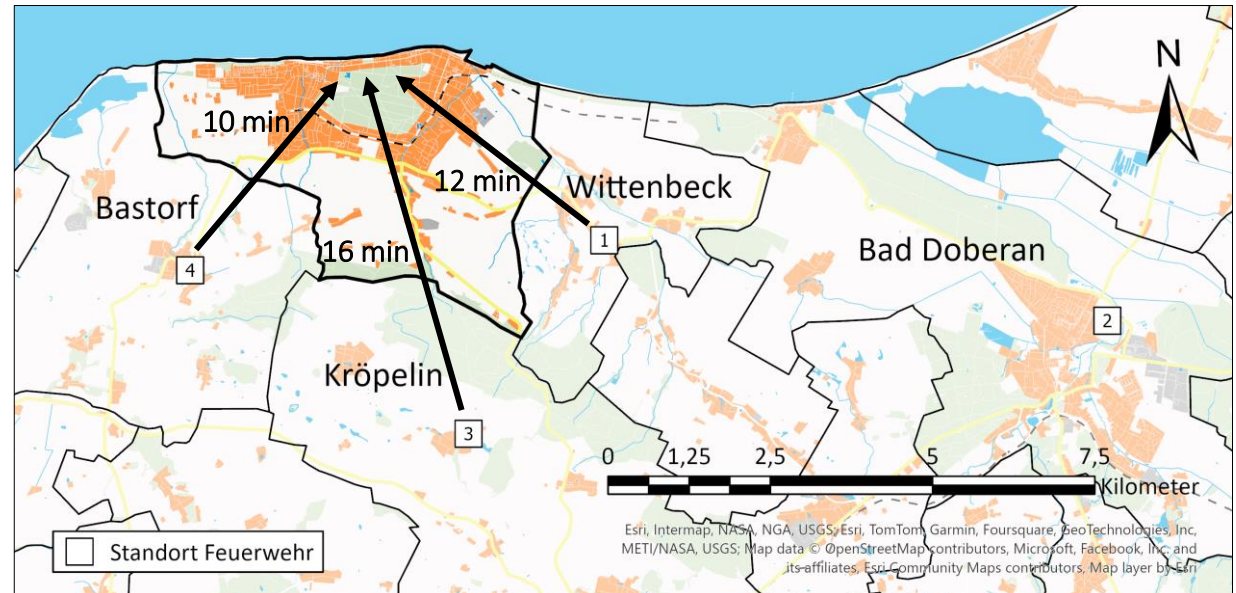 N
10 min
12 min
Wittenbeck
Bastorf
1
Bad Doberan
16 min
4
2
Kröpelin
3
0 1,25 2,5 5 7,5
Kilometer
Esri, Intermap, NASA, NGA, USGS; Esri, TomTom, Garmin, Foursquare, GeoTechnologies, Inc,
METI/NASA, USGS; Map data © OpenStreetMap contributors, Microsoft, Facebook, Inc. and
its affiliates, Esri Community Maps contributors, Map layer by Esri
Standort Feuerwehr